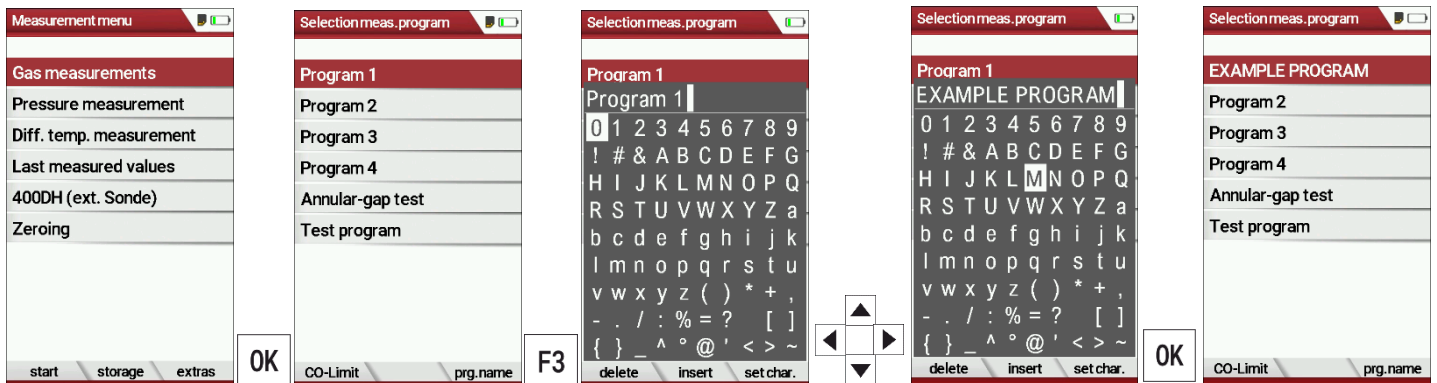 Measurement menu
Gas measurements
Pressure measurement
Diff. temp. measurement
Last measured values
400DH (ext. Sonde)
Zeroing
start storage extras
OK
Selection meas.program
Program 1
Program 2
Program 3
Program 4
Annular-gap test
Test program
CO-Limit prg.name
F3
Selection meas.program
Program 1
Program 1
0 1 2 3 4 5 6 7 8 9
! # & A B C D E F G
H I J K L M N O P Q
R S T U V W X Y Z a
b c d e f g h i j k
l m n o p q r s t u
v w x y z ( ) * + ,
- . / : % = ? [ ]
{ } _ ^ ° @ ' < > ~
delete insert set char.
Selection meas.program
Program 1
EXAMPLE PROGRAM
0 1 2 3 4 5 6 7 8 9
! # & A B C D E F G
H I J K L M N O P Q
R S T U V W X Y Z a
b c d e f g h i j k
l m n o p q r s t u
v w x y z ( ) * + ,
- . / : % = ? [ ]
{ } _ ^ ° @ ' < > ~
delete insert set char.
OK
Selection meas.program
EXAMPLE PROGRAM
Program 2
Program 3
Program 4
Annular-gap test
Test program
CO-Limit prg.name